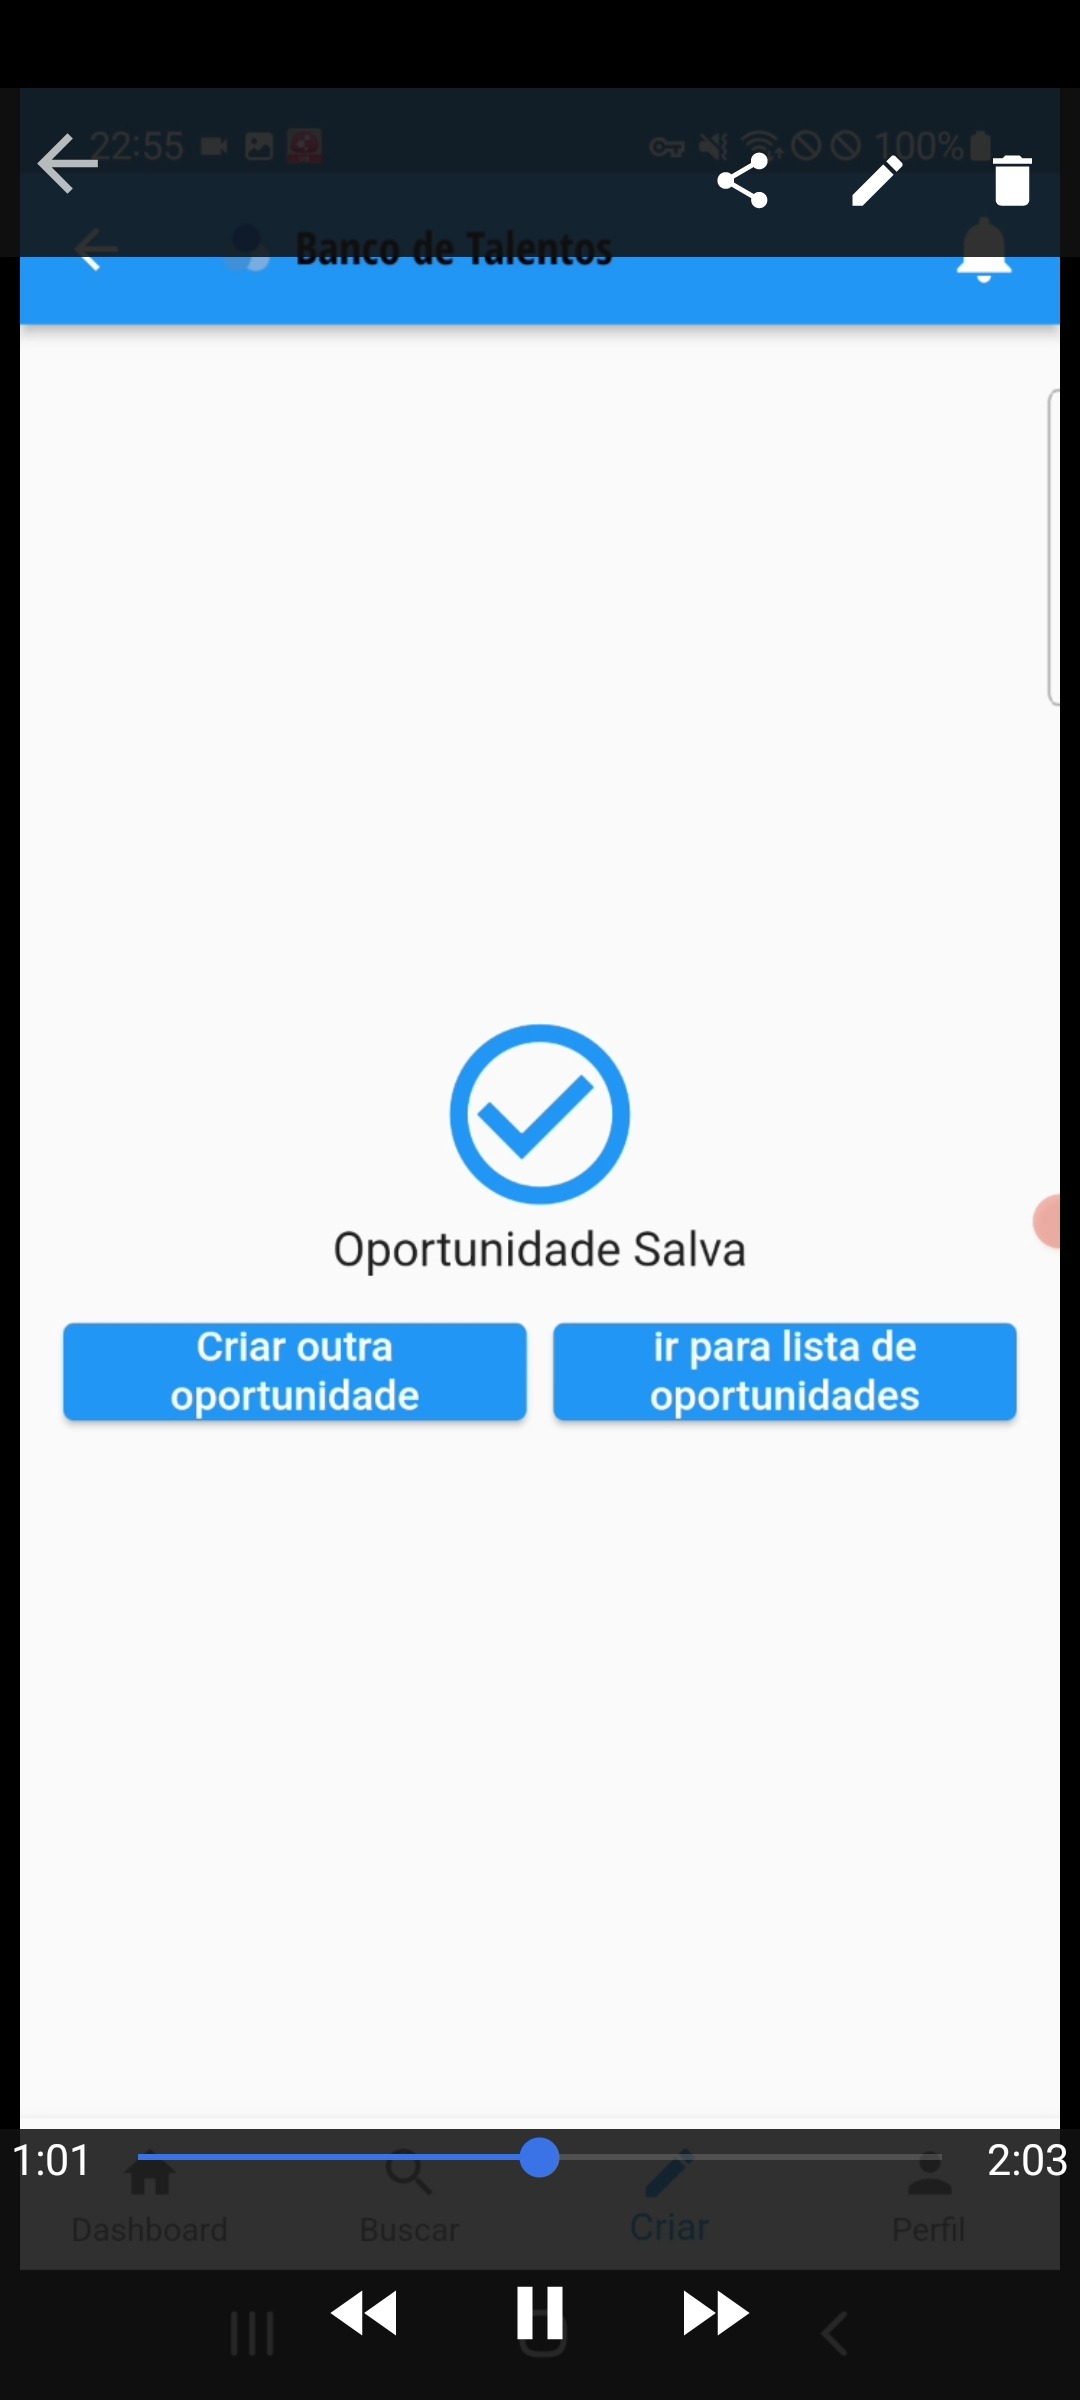 22:55 100%
Banco de Talentos
Oportunidade Salva
Criar outra
oportunidade
ir para lista de
oportunidades
1:01 2:03
Dashboard Buscar Criar Perfil